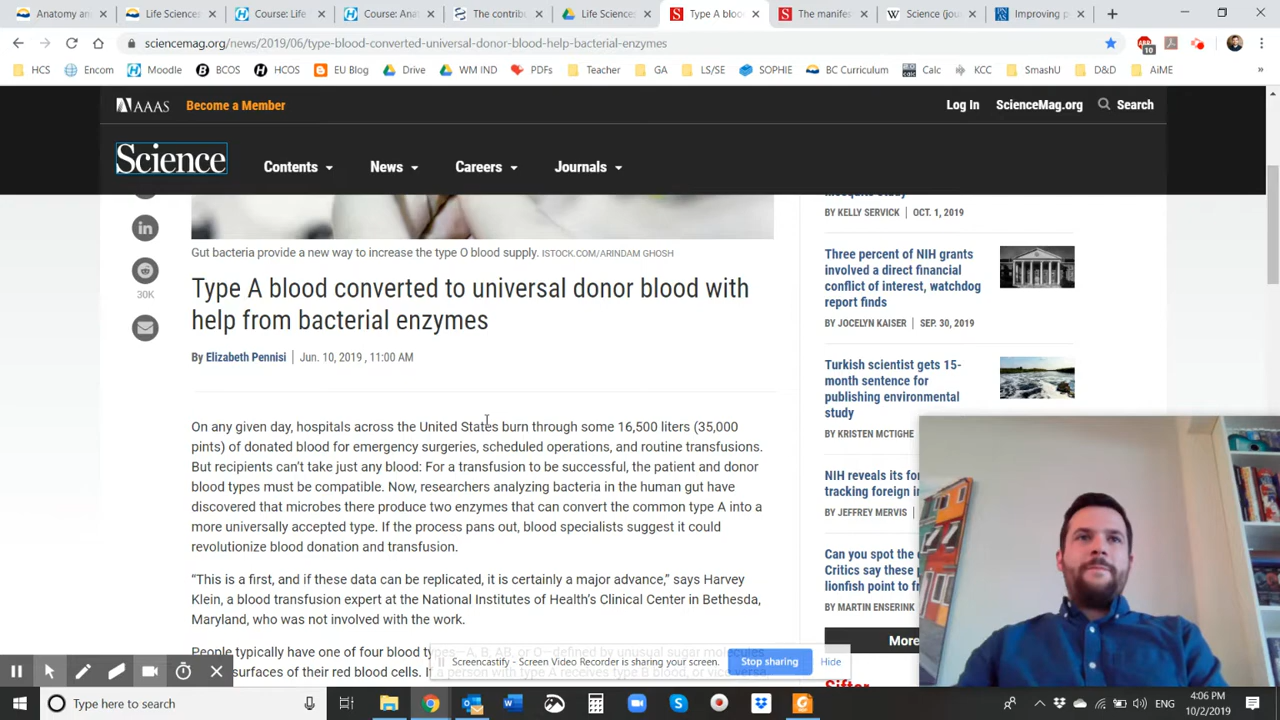 Anatomy an
Life Sciences
Course: Life
Course: Ana
The contribu
Life Sciences
Type A bloo
The manifes
Science (jou
Improving p
sciencemag.org/news/2019/06/type-blood-converted-universal-donor-blood-help-bacterial-enzymes
10
HCS
Encom
Moodle
BCOS
HCOS
EU Blog
Drive
WM IND
PDFs
Teacher
GA
LS/SE
SOPHIE
BC Curriculum
Calc
KCC
SmashU
D&D
AiME
AAAS
Become a Member
Log In
ScienceMag.org
Search
Science
Contents
News
Careers
Journals
30K
Gut bacteria provide a new way to increase the type O blood supply. ISTOCK.COM/ARINDAM GHOSH
Type A blood converted to universal donor blood with
help from bacterial enzymes
By Elizabeth Pennisi | Jun. 10, 2019 , 11:00 AM
On any given day, hospitals across the United States burn through some 16,500 liters (35,000
pints) of donated blood for emergency surgeries, scheduled operations, and routine transfusions.
But recipients can't take just any blood: For a transfusion to be successful, the patient and donor
blood types must be compatible. Now, researchers analyzing bacteria in the human gut have
discovered that microbes there produce two enzymes that can convert the common type A into a
more universally accepted type. If the process pans out, blood specialists suggest it could
revolutionize blood donation and transfusion.
“This is a first, and if these data can be replicated, it is certainly a major advance,” says Harvey
Klein, a blood transfusion expert at the National Institutes of Health's Clinical Center in Bethesda,
Maryland, who was not involved with the work.
People typically have one of four blood types—A, B, AB, or O—defined by unusual sugar molecules
surfaces of their red blood cells. If a person with type A receives type B blood, or vice versa
BY KELLY SERVICK | OCT. 1, 2019
Three percent of NIH grants
involved a direct financial
conflict of interest, watchdog
report finds
BY JOCELYN KAISER | SEP. 30, 2019
Turkish scientist gets 15-
month sentence for
publishing environmental
study
BY KRISTEN MCTIGHE
NIH reveals its fo
tracking foreign i
BY JEFFREY MERVIS
Can you spot the
Critics say these p
lionfish point to f
BY MARTIN ENSERINK
More
Sifter
Screencastify - Screen Video Recorder is sharing your screen.
Stop sharing
Hide
Type here to search
4:06 PM
10/2/2019